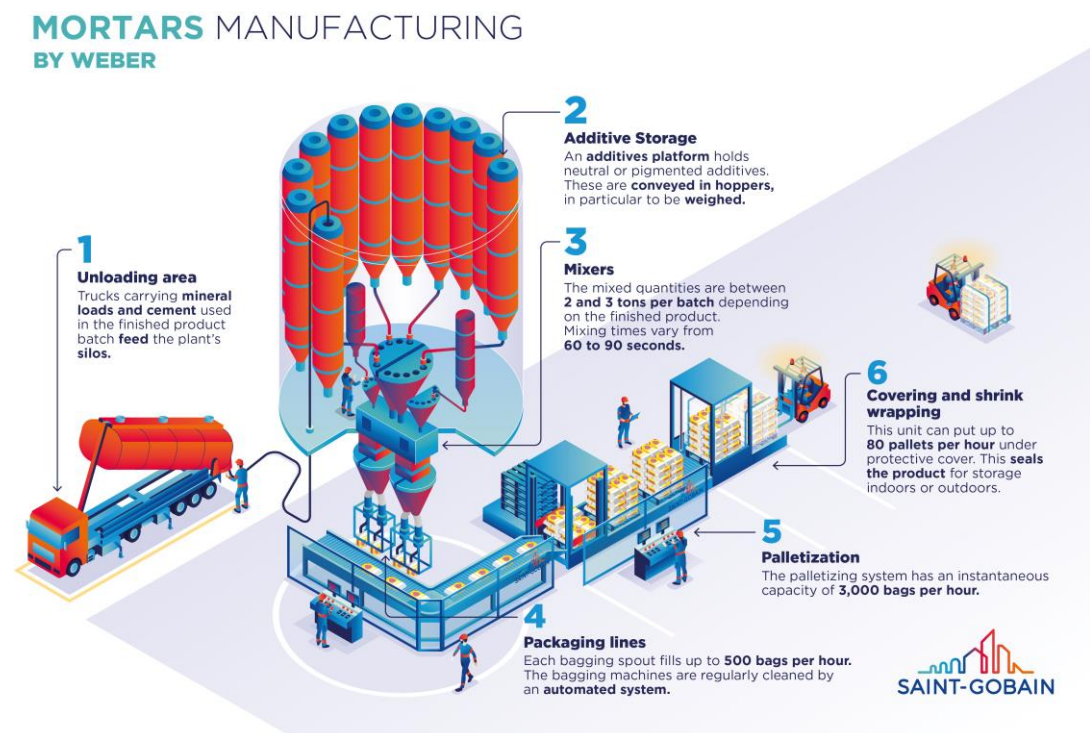 MORTARS MANUFACTURING
BY WEBER
1
Unloading area
Trucks carrying mineral
loads and cement used
in the finished product
batch feed the plant's
silos.
2
Additive Storage
An additives platform holds
neutral or pigmented additives.
These are conveyed in hoppers,
in particular to be weighed.
3
Mixers
The mixed quantities are between
2 and 3 tons per batch depending
on the finished product.
Mixing times vary from
60 to 90 seconds.
4
Packaging lines
Each bagging spout fills up to 500 bags per hour.
The bagging machines are regularly cleaned by
an automated system.
5
Palletization
The palletizing system has an instantaneous
capacity of 3,000 bags per hour.
6
Covering and shrink
wrapping
This unit can put up to
80 pallets per hour under
protective cover. This seals
the product for storage
indoors or outdoors.
SAINT-GOBAIN